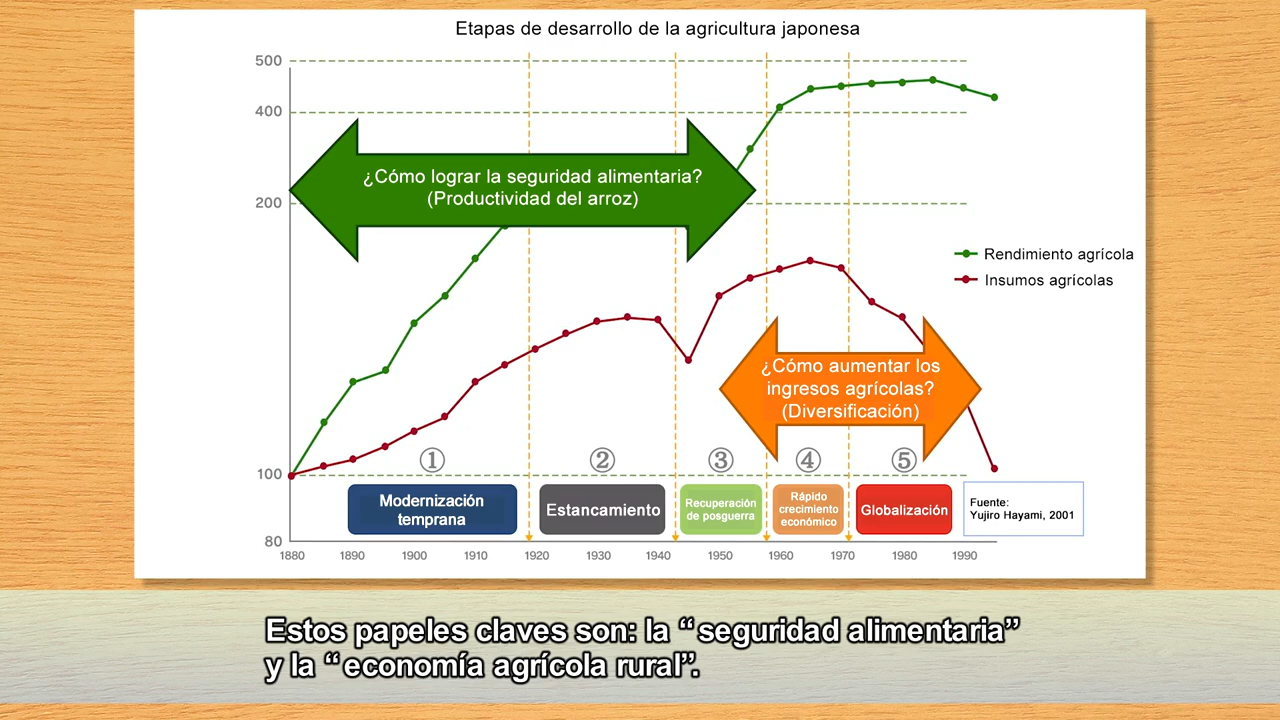 Etapas de desarrollo de la agricultura japonesa
500
400
200
100
80
¿Cómo lograr la seguridad alimentaria?
(Productividad del arroz)
Rendimiento agrícola
Insumos agrícolas
¿Cómo aumentar los
ingresos agrícolas?
(Diversificación)
① ② ③ ④ ⑤
Modernización
temprana
Estancamiento
Recuperación
de posguerra
Rápido
crecimiento
económico
Globalización
Fuente:
Yujiro Hayami, 2001
1880 1890 1900 1910 1920 1930 1940 1950 1960 1970 1980 1990
Estos papeles claves son: la “seguridad alimentaria”
y la “economía agrícola rural”.